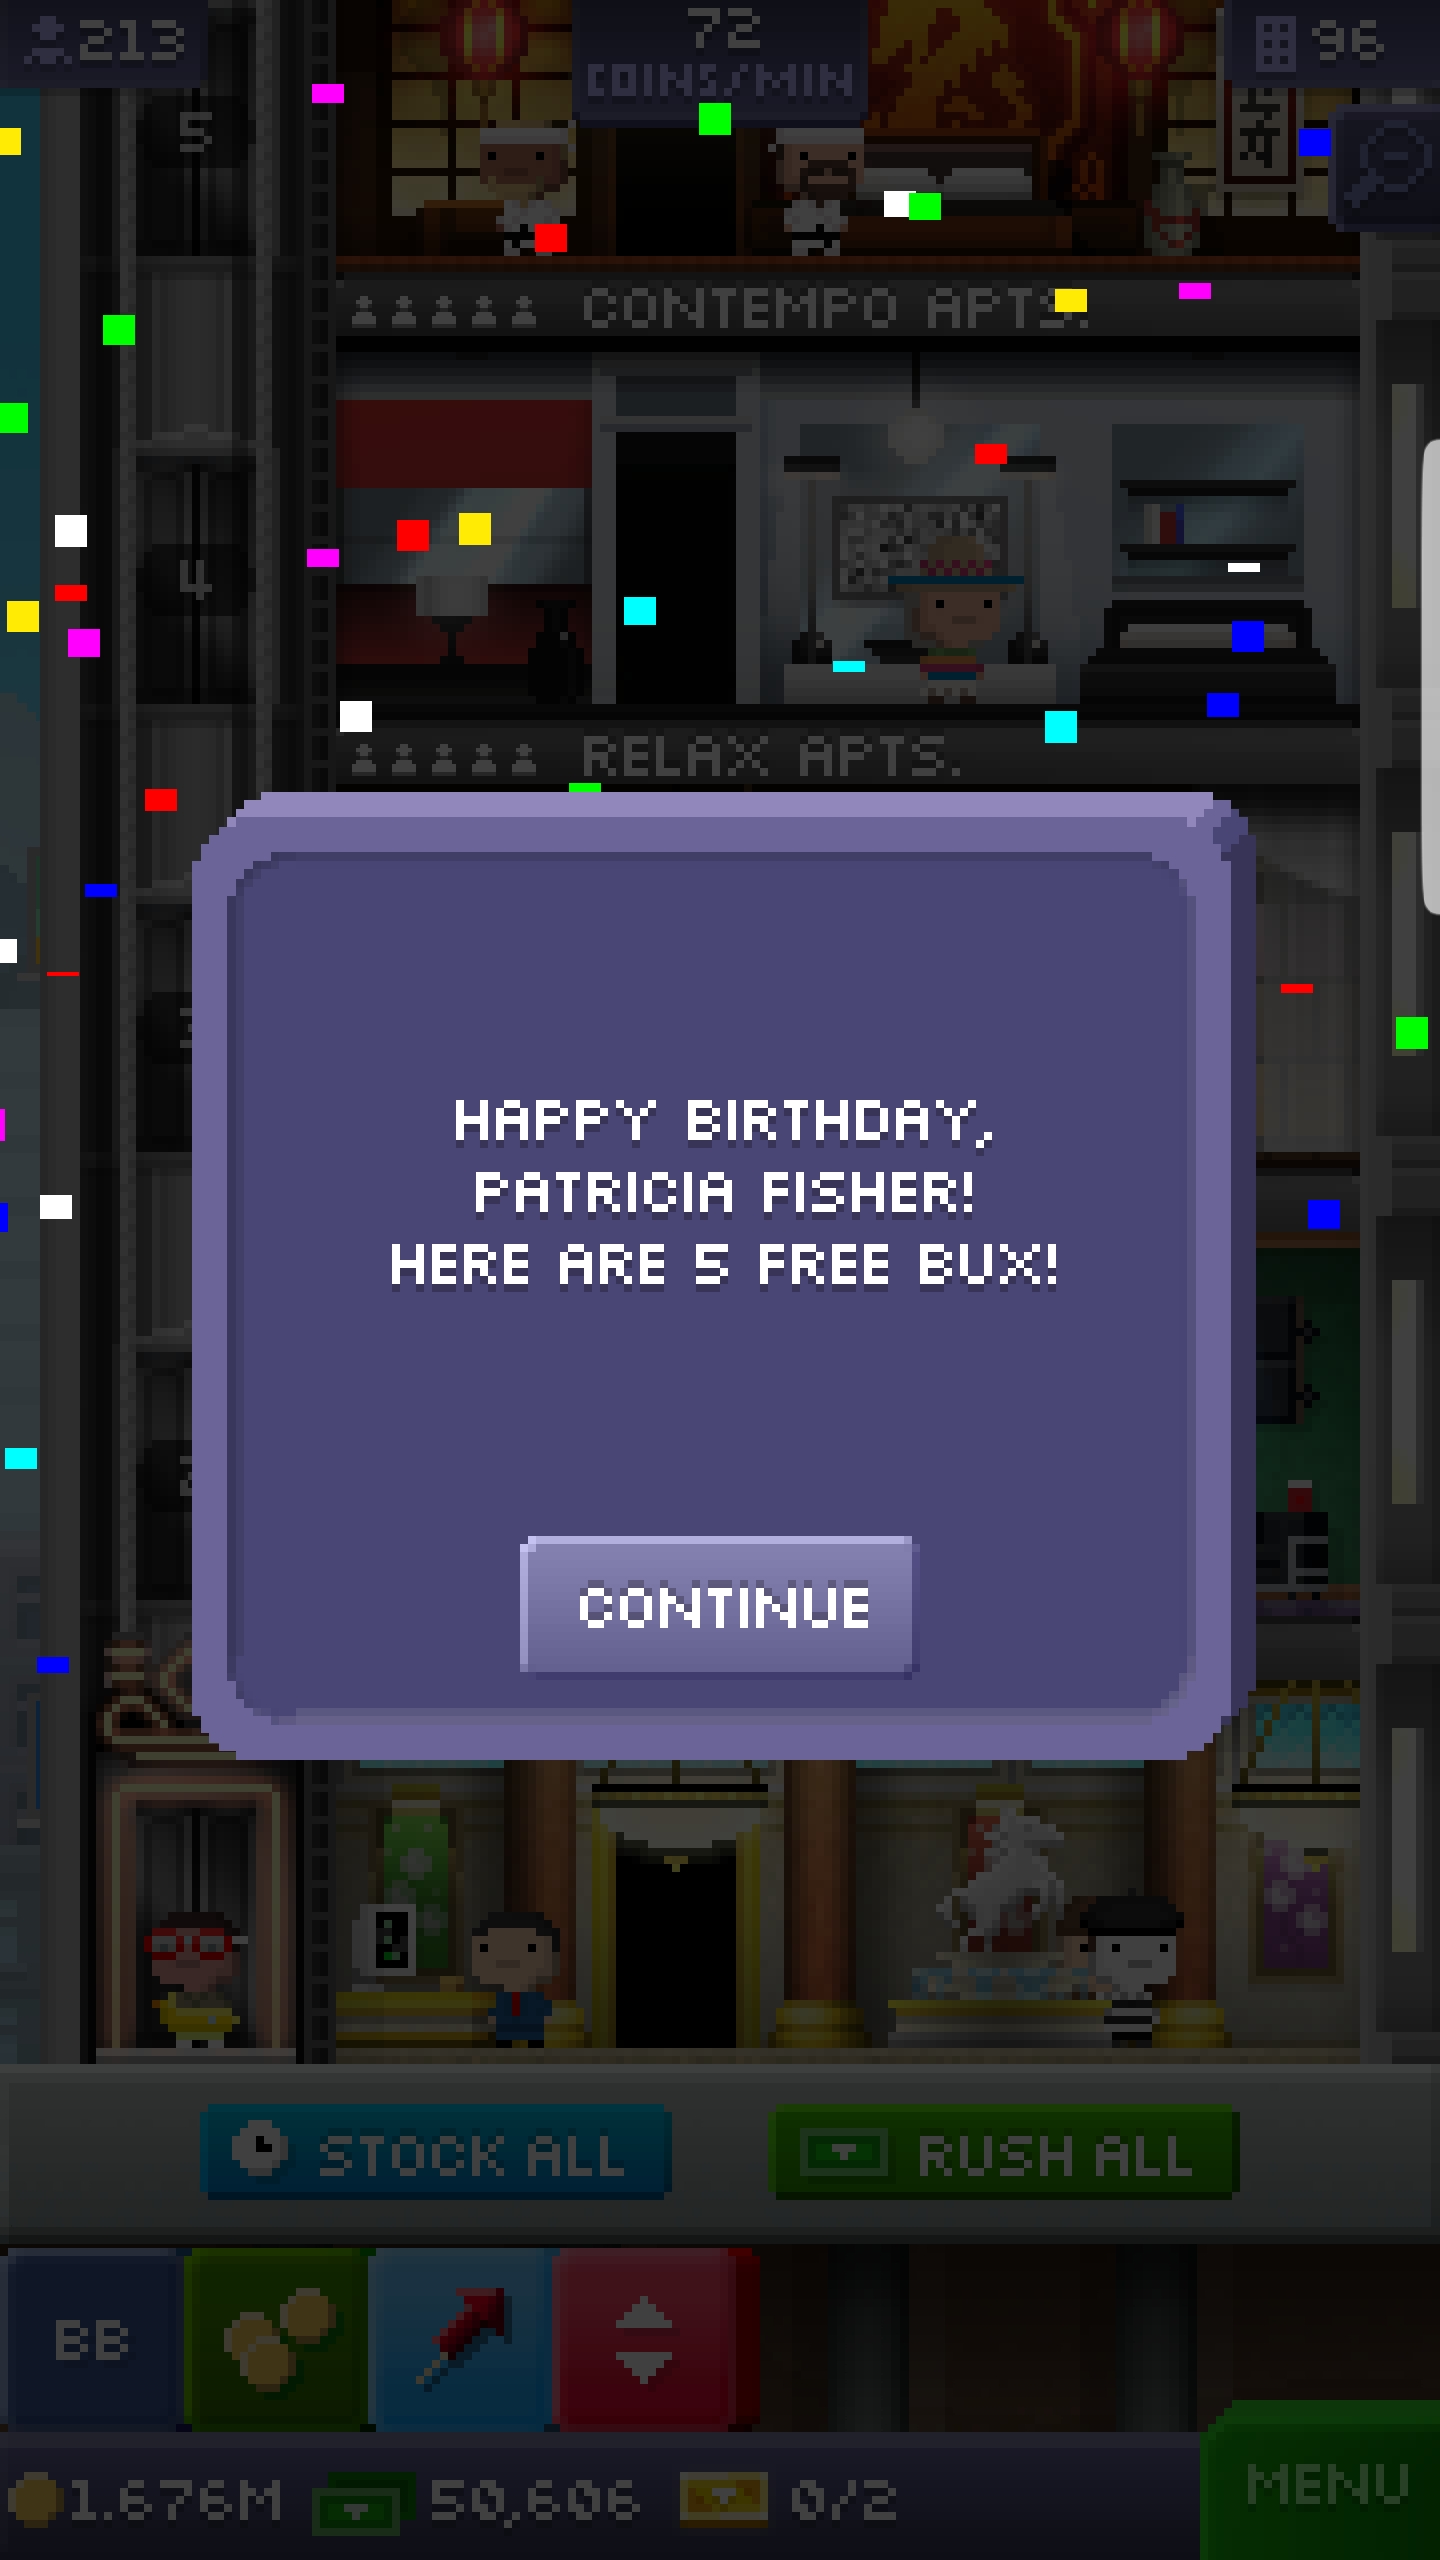 213
72
COINS/MIN
96
5
CONTEMPO APTS.
4
RELAX APTS.
HAPPY BIRTHDAY,
PATRICIA FISHER!
HERE ARE 5 FREE BUX!
CONTINUE
STOCK ALL
RUSH ALL
BB
1.676M
50,606
0/2
MENU